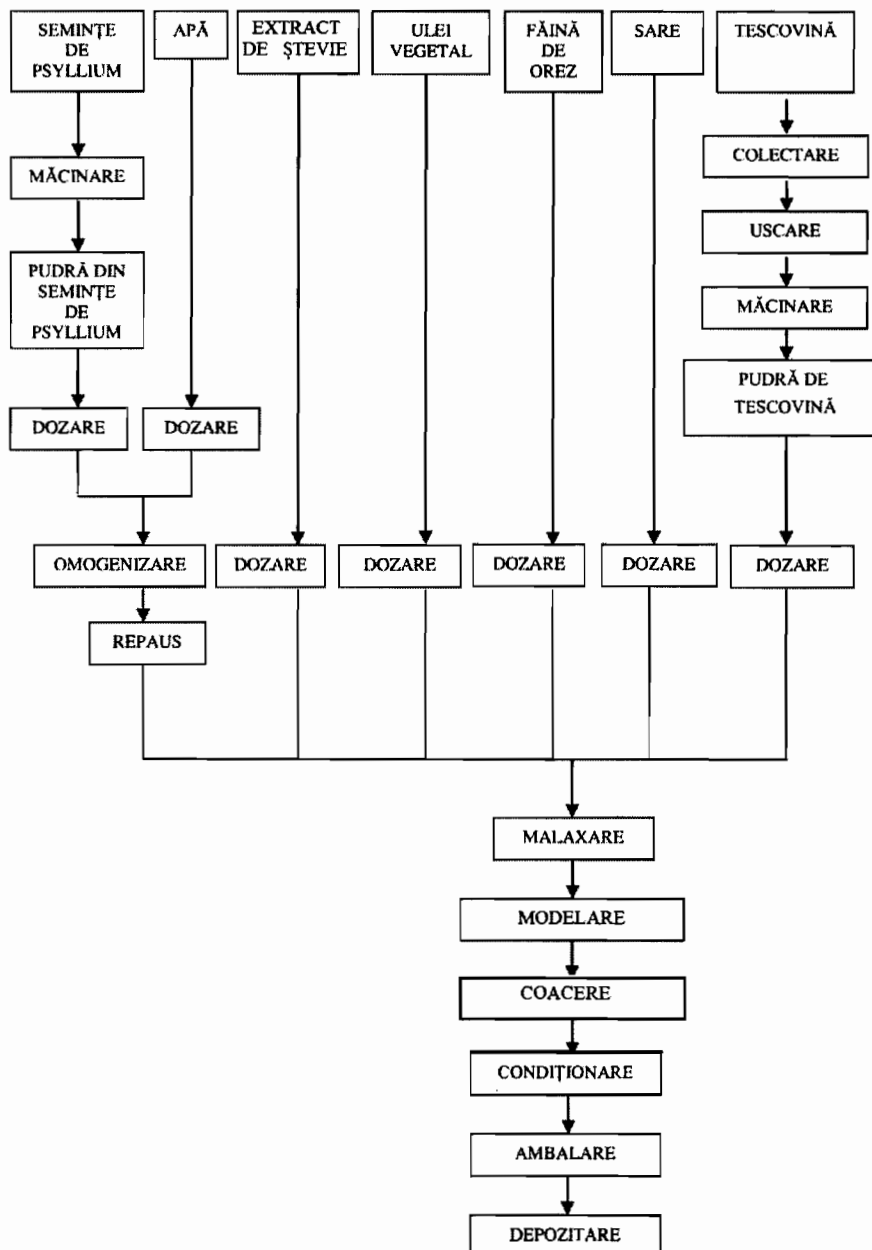 SEMINȚE
DE
PSYLLIUM
APĂ
EXTRACT
DE ȘTEVIE
ULEI
VEGETAL
FĂINĂ
DE
OREZ
SARE
TESCOVINĂ
MĂCINARE
COLECTARE
USCARE
PUDRĂ DIN
SEMINȚE
DE
PSYLLIUM
MĂCINARE
PUDRĂ DE
TESCOVINĂ
DOZARE
DOZARE
OMOGENIZARE
DOZARE
DOZARE
DOZARE
DOZARE
DOZARE
REPAUS
MALAXARE
MODELARE
COACERE
CONDIȚIONARE
AMBALARE
DEPOZITARE